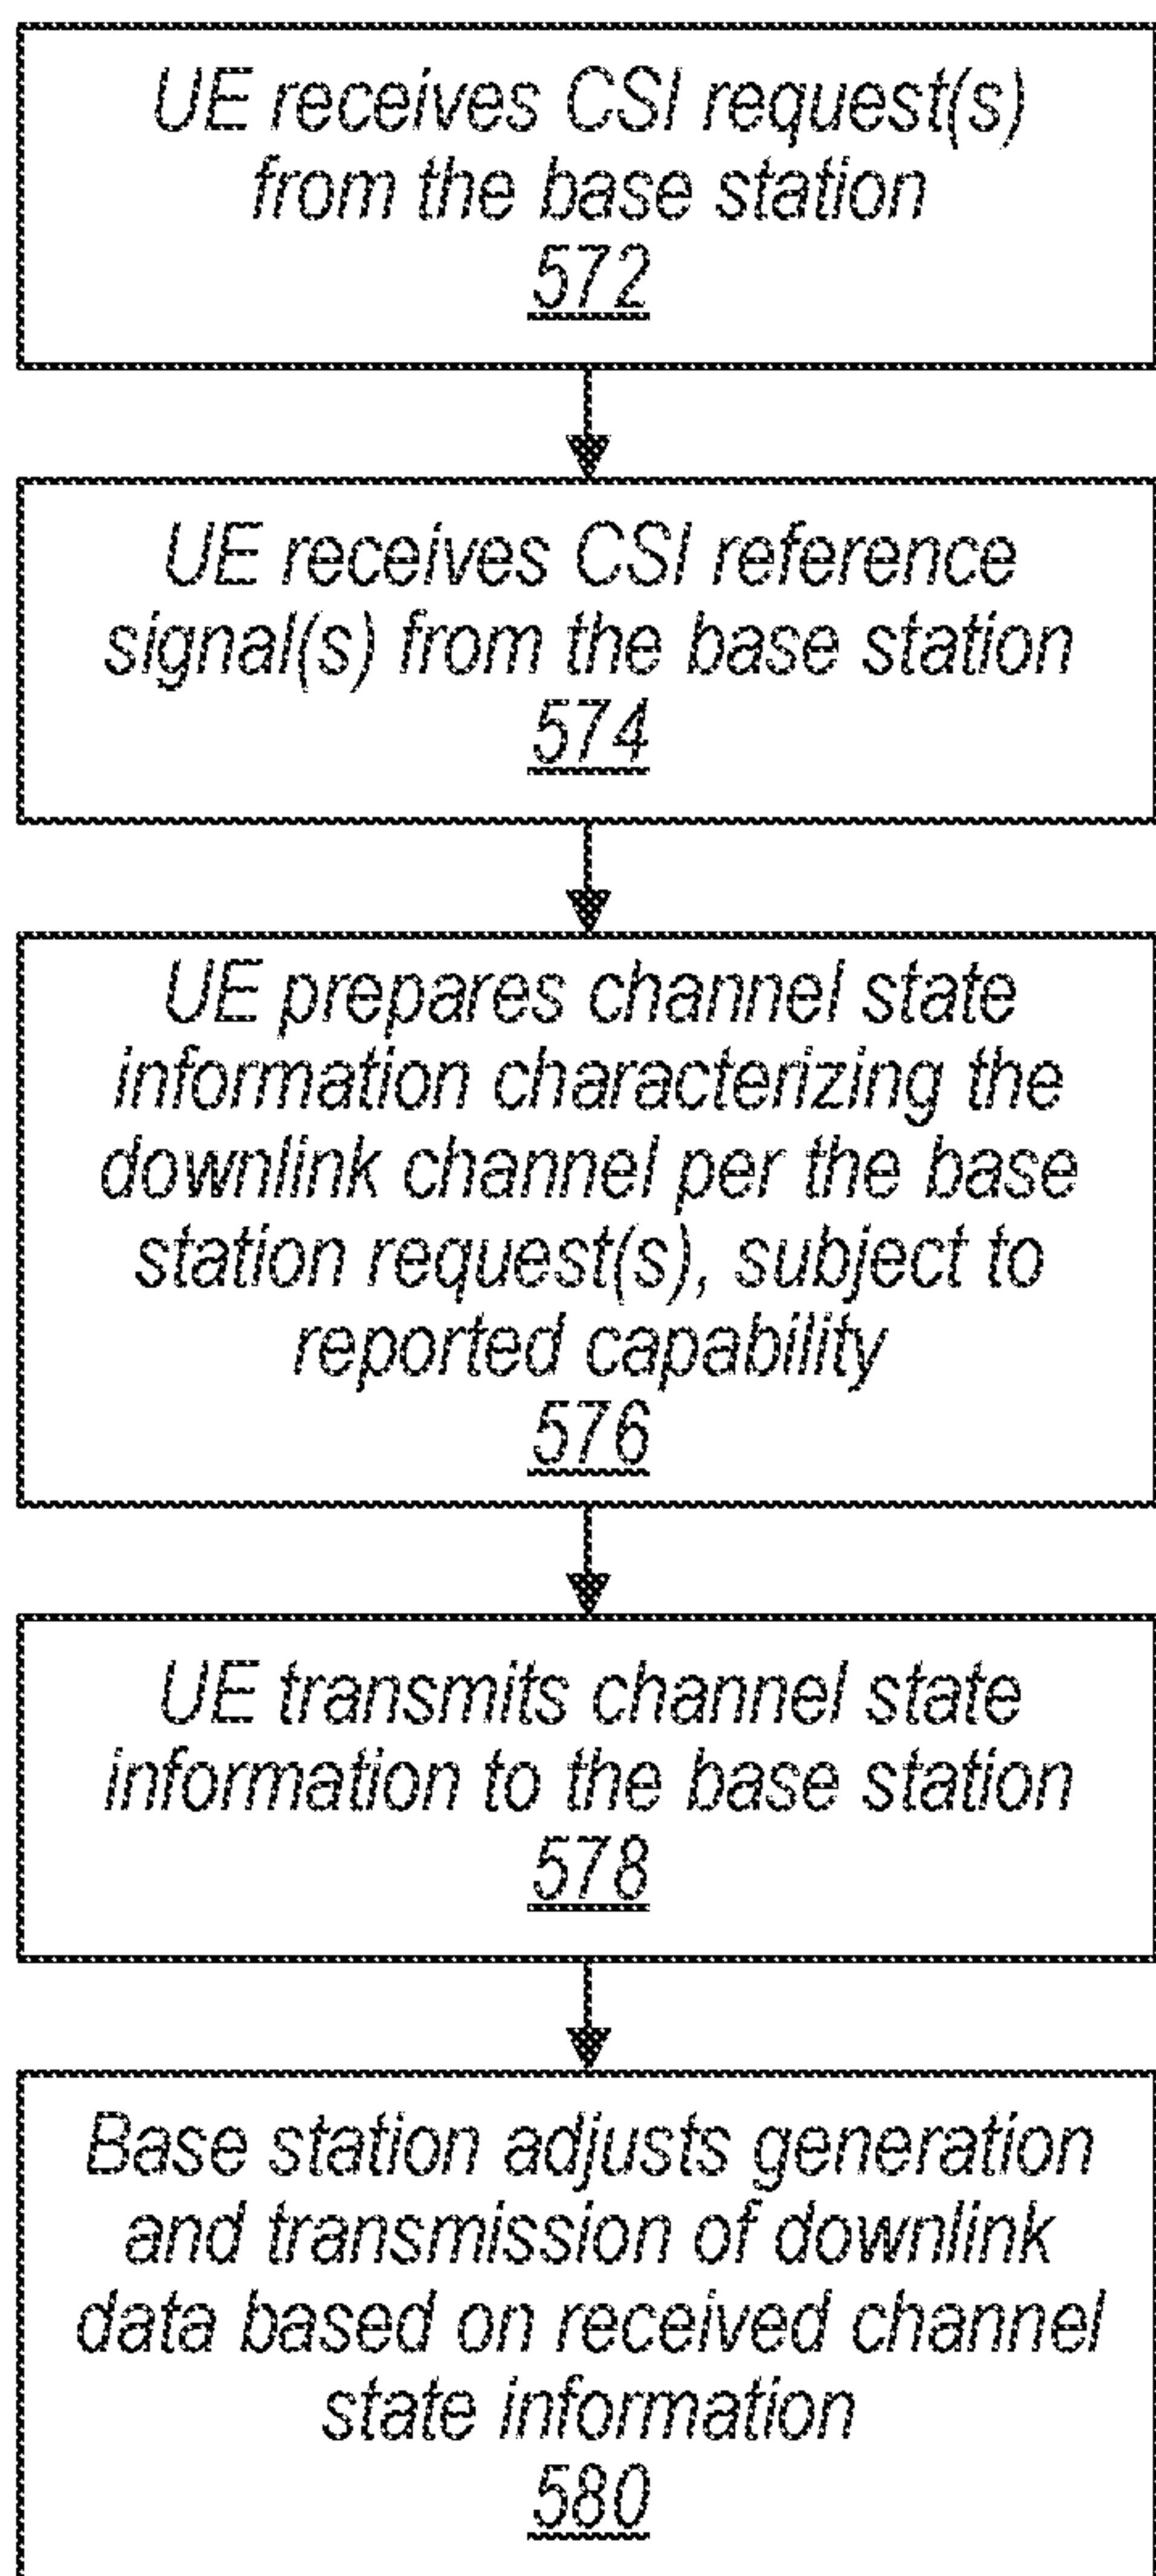 UE receives CSI request(s)
from the base station
572
UE receives CSI reference
signal(s) from the base station
574
UE prepares channel state
information characterizing the
downlink channel per the base
station request(s), subject to
reported capability
576
UE transmits channel state
information to the base station
578
Base station adjusts generation
and transmission of downlink
data based on received channel
state information
580